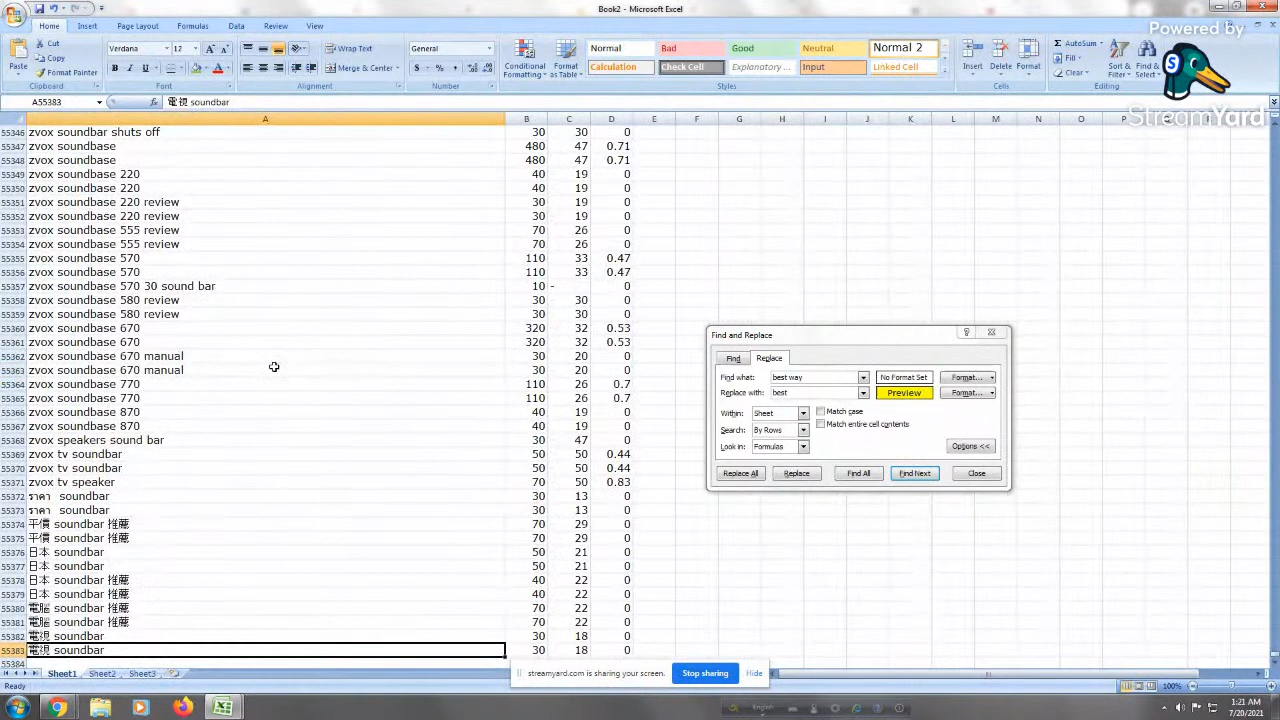 Book2 - Microsoft Excel
Home Insert Page Layout Formulas Data Review View
Powered by
StreamYard
Cut
Copy
Format Painter
Paste
Clipboard
Verdana 12
B I U
Font
Wrap Text
Merge & Center
Alignment
General
$ % ,
Number
Conditional Formatting
Format as Table
Normal Bad Good Neutral Normal 2
Calculation Check Cell Explanatory ... Input Linked Cell
Styles
Insert Delete Format
Cells
Σ AutoSum
Fill
Clear
Sort & Filter
Find & Select
Editing
A55383 fx 電視 soundbar
A B C D E F G H I J K L M N O P
55346 zvox soundbar shuts off 30 30 0
55347 zvox soundbase 480 47 0.71
55348 zvox soundbase 480 47 0.71
55349 zvox soundbase 220 40 19 0
55350 zvox soundbase 220 40 19 0
55351 zvox soundbase 220 review 30 19 0
55352 zvox soundbase 220 review 30 19 0
55353 zvox soundbase 555 review 70 26 0
55354 zvox soundbase 555 review 70 26 0
55355 zvox soundbase 570 110 33 0.47
55356 zvox soundbase 570 110 33 0.47
55357 zvox soundbase 570 30 sound bar 10 - 0
55358 zvox soundbase 580 review 30 30 0
55359 zvox soundbase 580 review 30 30 0
55360 zvox soundbase 670 320 32 0.53
55361 zvox soundbase 670 320 32 0.53
55362 zvox soundbase 670 manual 30 20 0
55363 zvox soundbase 670 manual 30 20 0
55364 zvox soundbase 770 110 26 0.7
55365 zvox soundbase 770 110 26 0.7
55366 zvox soundbase 870 40 19 0
55367 zvox soundbase 870 40 19 0
55368 zvox speakers sound bar 30 47 0
55369 zvox tv soundbar 50 50 0.44
55370 zvox tv soundbar 50 50 0.44
55371 zvox tv speaker 70 50 0.83
55372 ราคา soundbar 30 13 0
55373 ราคา soundbar 30 13 0
55374 平價 soundbar 推薦 70 29 0
55375 平價 soundbar 推薦 70 29 0
55376 日本 soundbar 50 21 0
55377 日本 soundbar 50 21 0
55378 日本 soundbar 推薦 40 22 0
55379 日本 soundbar 推薦 40 22 0
55380 電腦 soundbar 推薦 70 22 0
55381 電腦 soundbar 推薦 70 22 0
55382 電視 soundbar 30 18 0
55383 電視 soundbar 30 18 0
55384
Find and Replace
Find Replace
Find what: best way No Format Set Format...
Replace with: best Preview Format...
Within: Sheet Match case
Search: By Rows Match entire cell contents
Look in: Formulas Options <<
Replace All Replace Find All Find Next Close
Sheet1 Sheet2 Sheet3
streamyard.com is sharing your screen. Stop sharing Hide
Ready
100%
English
1:21 AM
7/20/2021